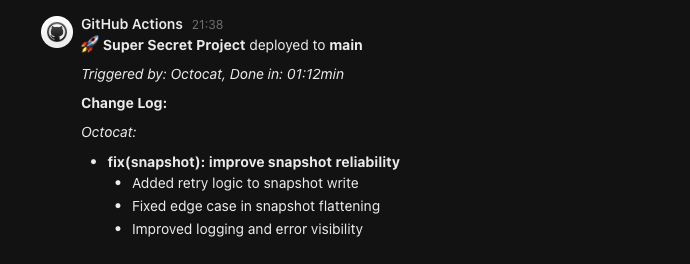 GitHub Actions 21:38
🚀 Super Secret Project deployed to main
Triggered by: Octocat, Done in: 01:12min
Change Log:
Octocat:
• fix(snapshot): improve snapshot reliability
• Added retry logic to snapshot write
• Fixed edge case in snapshot flattening
• Improved logging and error visibility